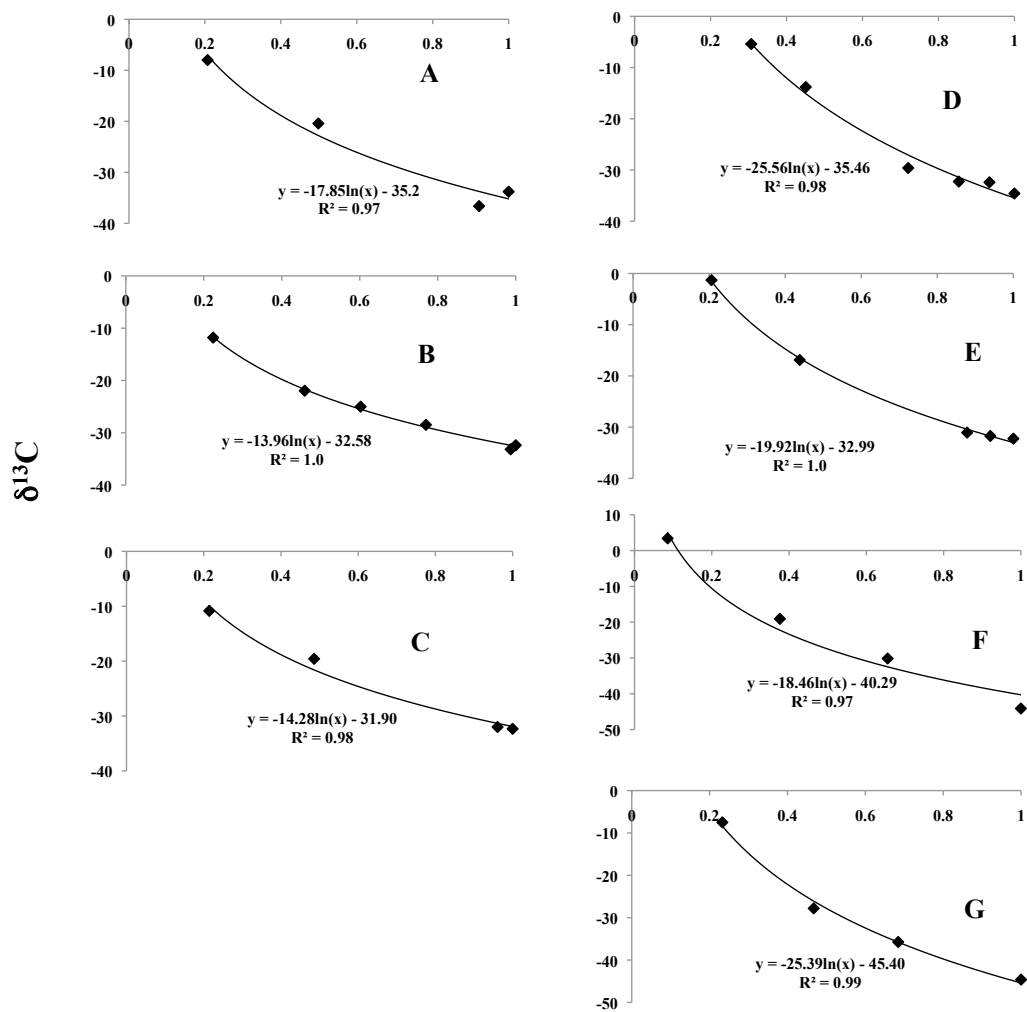 δ13C
0
-10
-20
-30
-40
0 0.2 0.4 0.6 0.8 1
A
y = -17.85ln(x) - 35.2
R² = 0.97
0
-10
-20
-30
-40
0 0.2 0.4 0.6 0.8 1
B
y = -13.96ln(x) - 32.58
R² = 1.0
0
-10
-20
-30
-40
0 0.2 0.4 0.6 0.8 1
C
y = -14.28ln(x) - 31.90
R² = 0.98
0
-10
-20
-30
-40
0 0.2 0.4 0.6 0.8 1
D
y = -25.56ln(x) - 35.46
R² = 0.98
0
-10
-20
-30
-40
0 0.2 0.4 0.6 0.8 1
E
y = -19.92ln(x) - 32.99
R² = 1.0
10
0
-10
-20
-30
-40
-50
0 0.2 0.4 0.6 0.8 1
F
y = -18.46ln(x) - 40.29
R² = 0.97
0
-10
-20
-30
-40
-50
0 0.2 0.4 0.6 0.8 1
G
y = -25.39ln(x) - 45.40
R² = 0.99